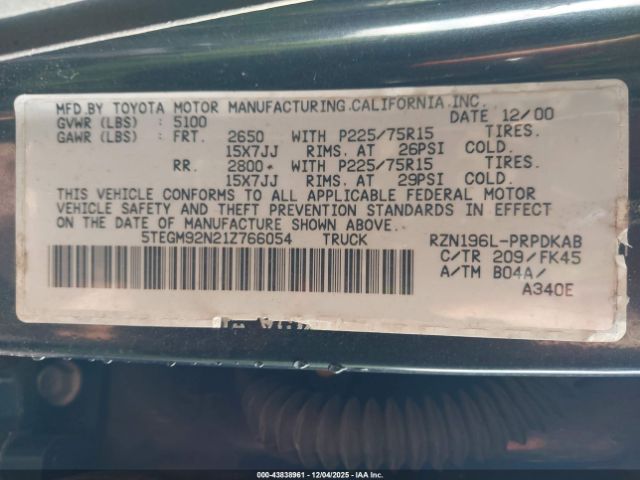 MFD.BY TOYOTA MOTOR MANUFACTURING.CALIFORNIA.INC.
DATE 12/00
GVWR (LBS) : 5100
GAWR (LBS) : FRT. 2650 WITH P225/75R15 TIRES.
15X7JJ RIMS. AT 26PSI COLD.
RR. 2800 WITH P225/75R15 TIRES.
15X7JJ RIMS. AT 29PSI COLD.
THIS VEHICLE CONFORMS TO ALL APPLICABLE FEDERAL MOTOR
VEHICLE SAFETY AND THEFT PREVENTION STANDARDS IN EFFECT
ON THE DATE OF MANUFACTURE SHOWN ABOVE.
5TEGM92N21Z766054 TRUCK RZN196L-PRPDKAB
C/TR 209/FK45
A/TM B04A/
A340E
000-43838961 - 12/04/2025 - Copyright IAA, LLC